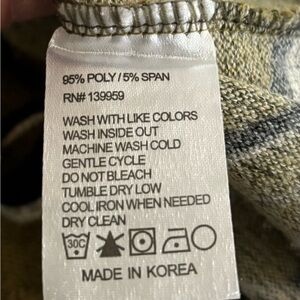 95% POLY / 5% SPAN
RN# 139959
WASH WITH LIKE COLORS
WASH INSIDE OUT
MACHINE WASH COLD
GENTLE CYCLE
DO NOT BLEACH
TUMBLE DRY LOW
COOL IRON WHEN NEEDED
DRY CLEAN
30C
MADE IN KOREA